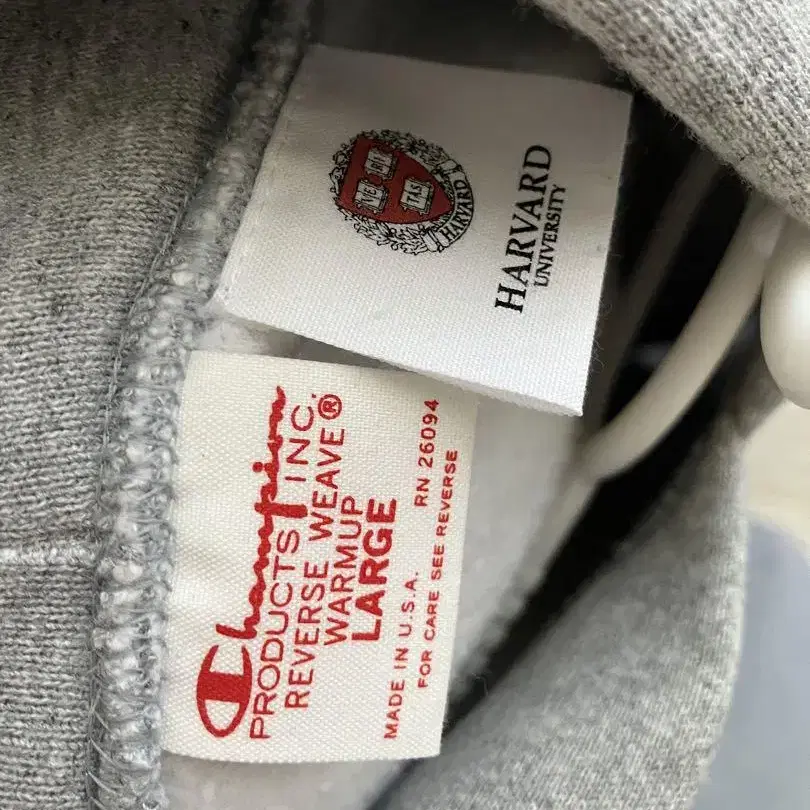 VE RI
TAS
HARVARD
HARVARD
UNIVERSITY
Champion
PRODUCTS INC.
REVERSE WEAVE®
WARMUP
LARGE
MADE IN U.S.A. RN 26094
FOR CARE SEE REVERSE